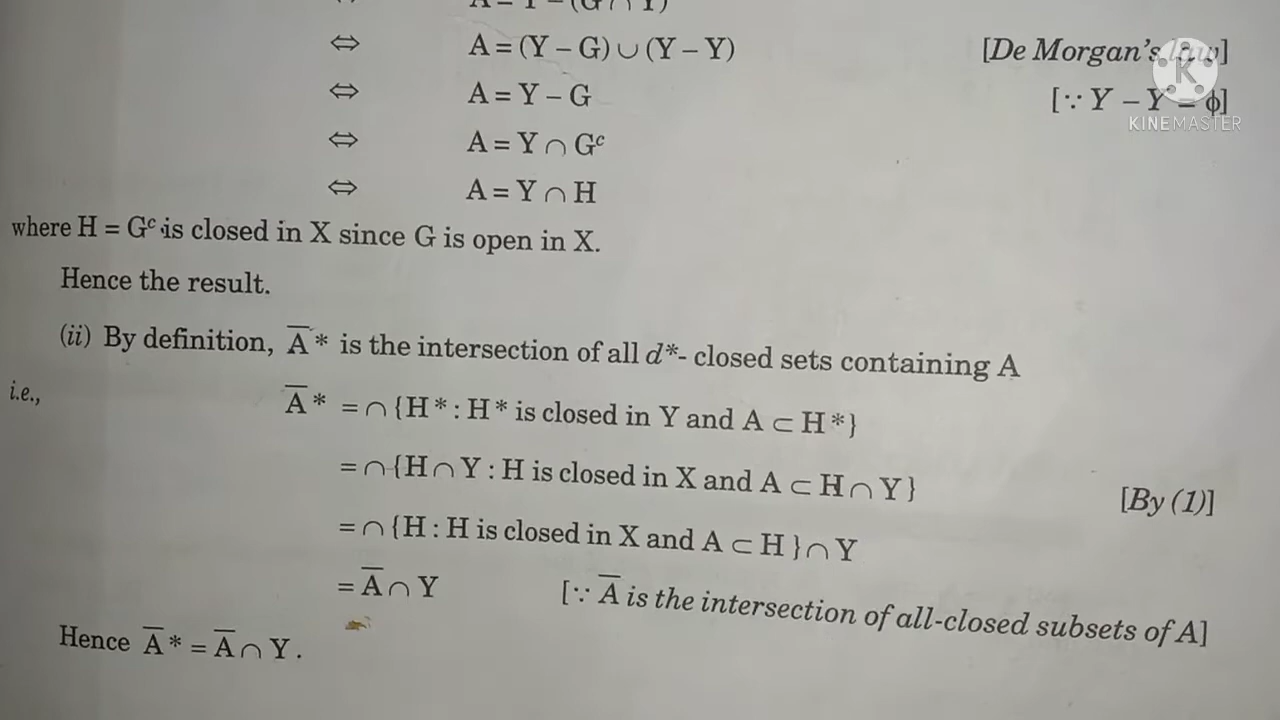 A = Y – (G ∩ Y)
⇔ A = (Y – G) ∪ (Y – Y) [De Morgan's law]
⇔ A = Y – G [∵ Y – Y = ϕ]
KINEMASTER
⇔ A = Y ∩ Gᶜ
⇔ A = Y ∩ H
where H = Gᶜ is closed in X since G is open in X.
Hence the result.
(ii) By definition, A̅* is the intersection of all d*- closed sets containing A
i.e., A̅* = ∩ {H* : H* is closed in Y and A ⊂ H*}
= ∩ {H ∩ Y : H is closed in X and A ⊂ H ∩ Y} [By (1)]
= ∩ {H : H is closed in X and A ⊂ H } ∩ Y
= A̅ ∩ Y [∵ A̅ is the intersection of all-closed subsets of A]
Hence A̅* = A̅ ∩ Y.